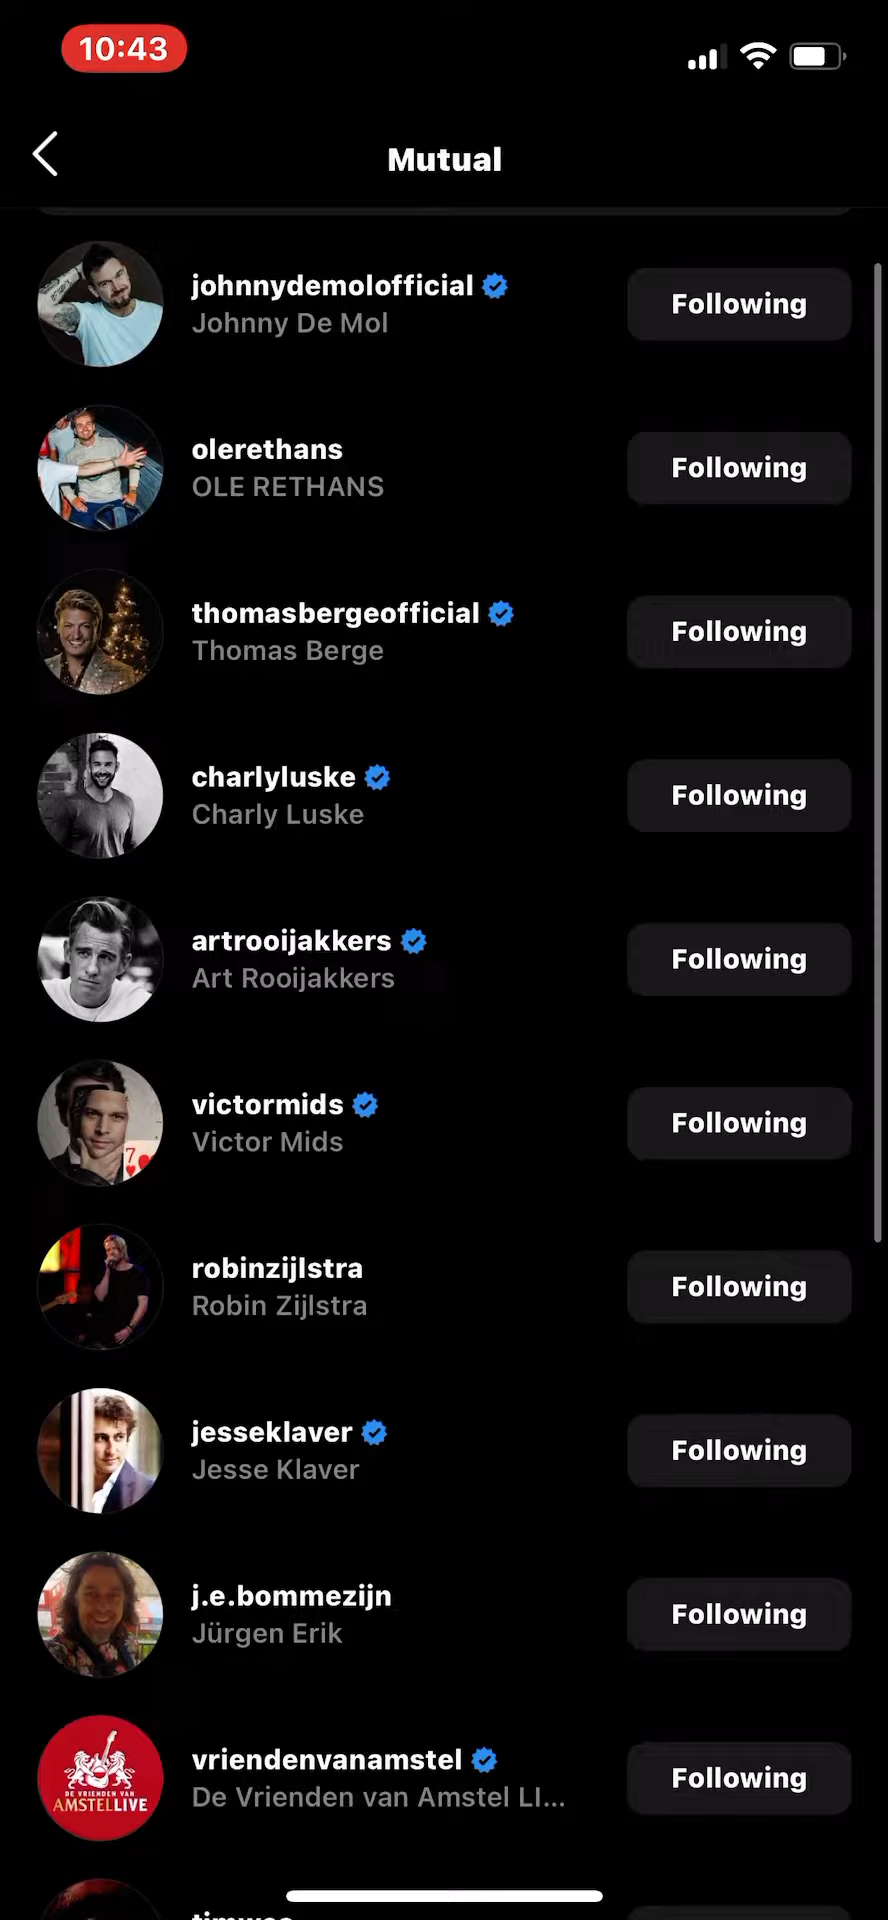 10:43
Mutual
johnnydemolofficial
Johnny De Mol
Following
olerethans
OLE RETHANS
Following
thomasbergeofficial
Thomas Berge
Following
charlyluske
Charly Luske
Following
artrooijakkers
Art Rooijakkers
Following
victormids
Victor Mids
Following
7
robinzijlstra
Robin Zijlstra
Following
jesseklaver
Jesse Klaver
Following
j.e.bommezijn
Jürgen Erik
Following
DE VRIENDEN VAN
AMSTELLIVE
vriendenvanamstel
De Vrienden van Amstel LI...
Following